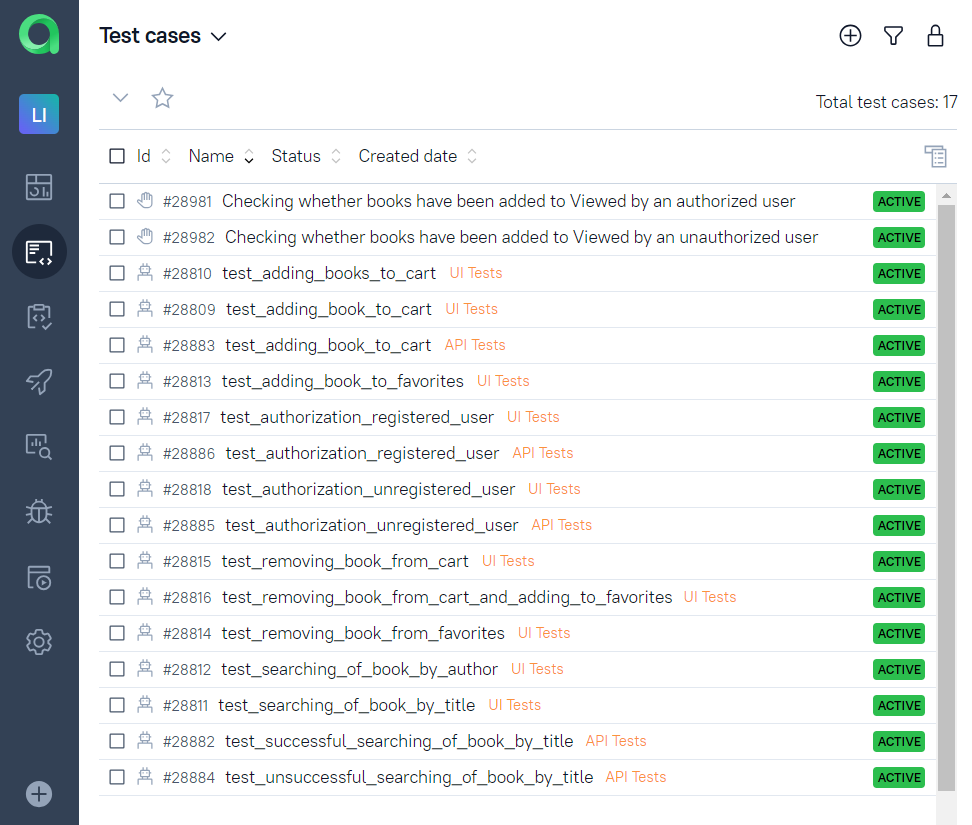 Test cases
LI
Total test cases: 17
Id Name Status Created date
#28981 Checking whether books have been added to Viewed by an authorized user ACTIVE
#28982 Checking whether books have been added to Viewed by an unauthorized user ACTIVE
#28810 test_adding_books_to_cart UI Tests ACTIVE
#28809 test_adding_book_to_cart UI Tests ACTIVE
#28883 test_adding_book_to_cart API Tests ACTIVE
#28813 test_adding_book_to_favorites UI Tests ACTIVE
#28817 test_authorization_registered_user UI Tests ACTIVE
#28886 test_authorization_registered_user API Tests ACTIVE
#28818 test_authorization_unregistered_user UI Tests ACTIVE
#28885 test_authorization_unregistered_user API Tests ACTIVE
#28815 test_removing_book_from_cart UI Tests ACTIVE
#28816 test_removing_book_from_cart_and_adding_to_favorites UI Tests ACTIVE
#28814 test_removing_book_from_favorites UI Tests ACTIVE
#28812 test_searching_of_book_by_author UI Tests ACTIVE
#28811 test_searching_of_book_by_title UI Tests ACTIVE
#28882 test_successful_searching_of_book_by_title API Tests ACTIVE
#28884 test_unsuccessful_searching_of_book_by_title API Tests ACTIVE